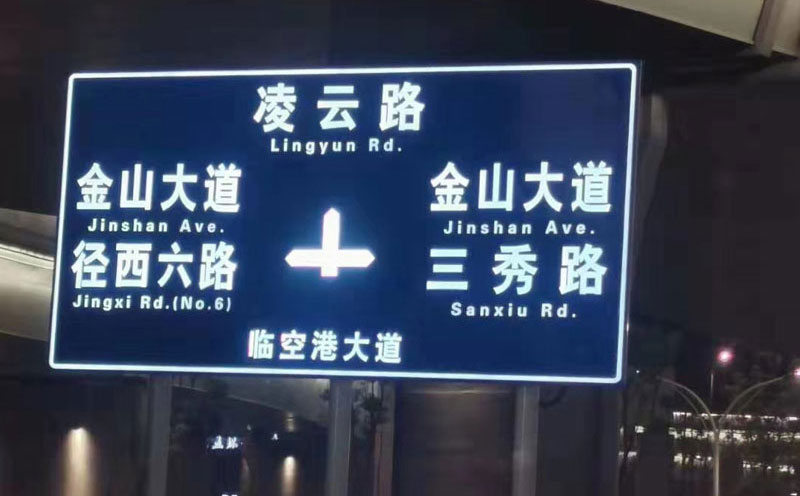 凌云路
Lingyun Rd.
金山大道 金山大道
Jinshan Ave. Jinshan Ave.
径西六路 三秀路
Jingxi Rd.(No.6) Sanxiu Rd.
临空港大道